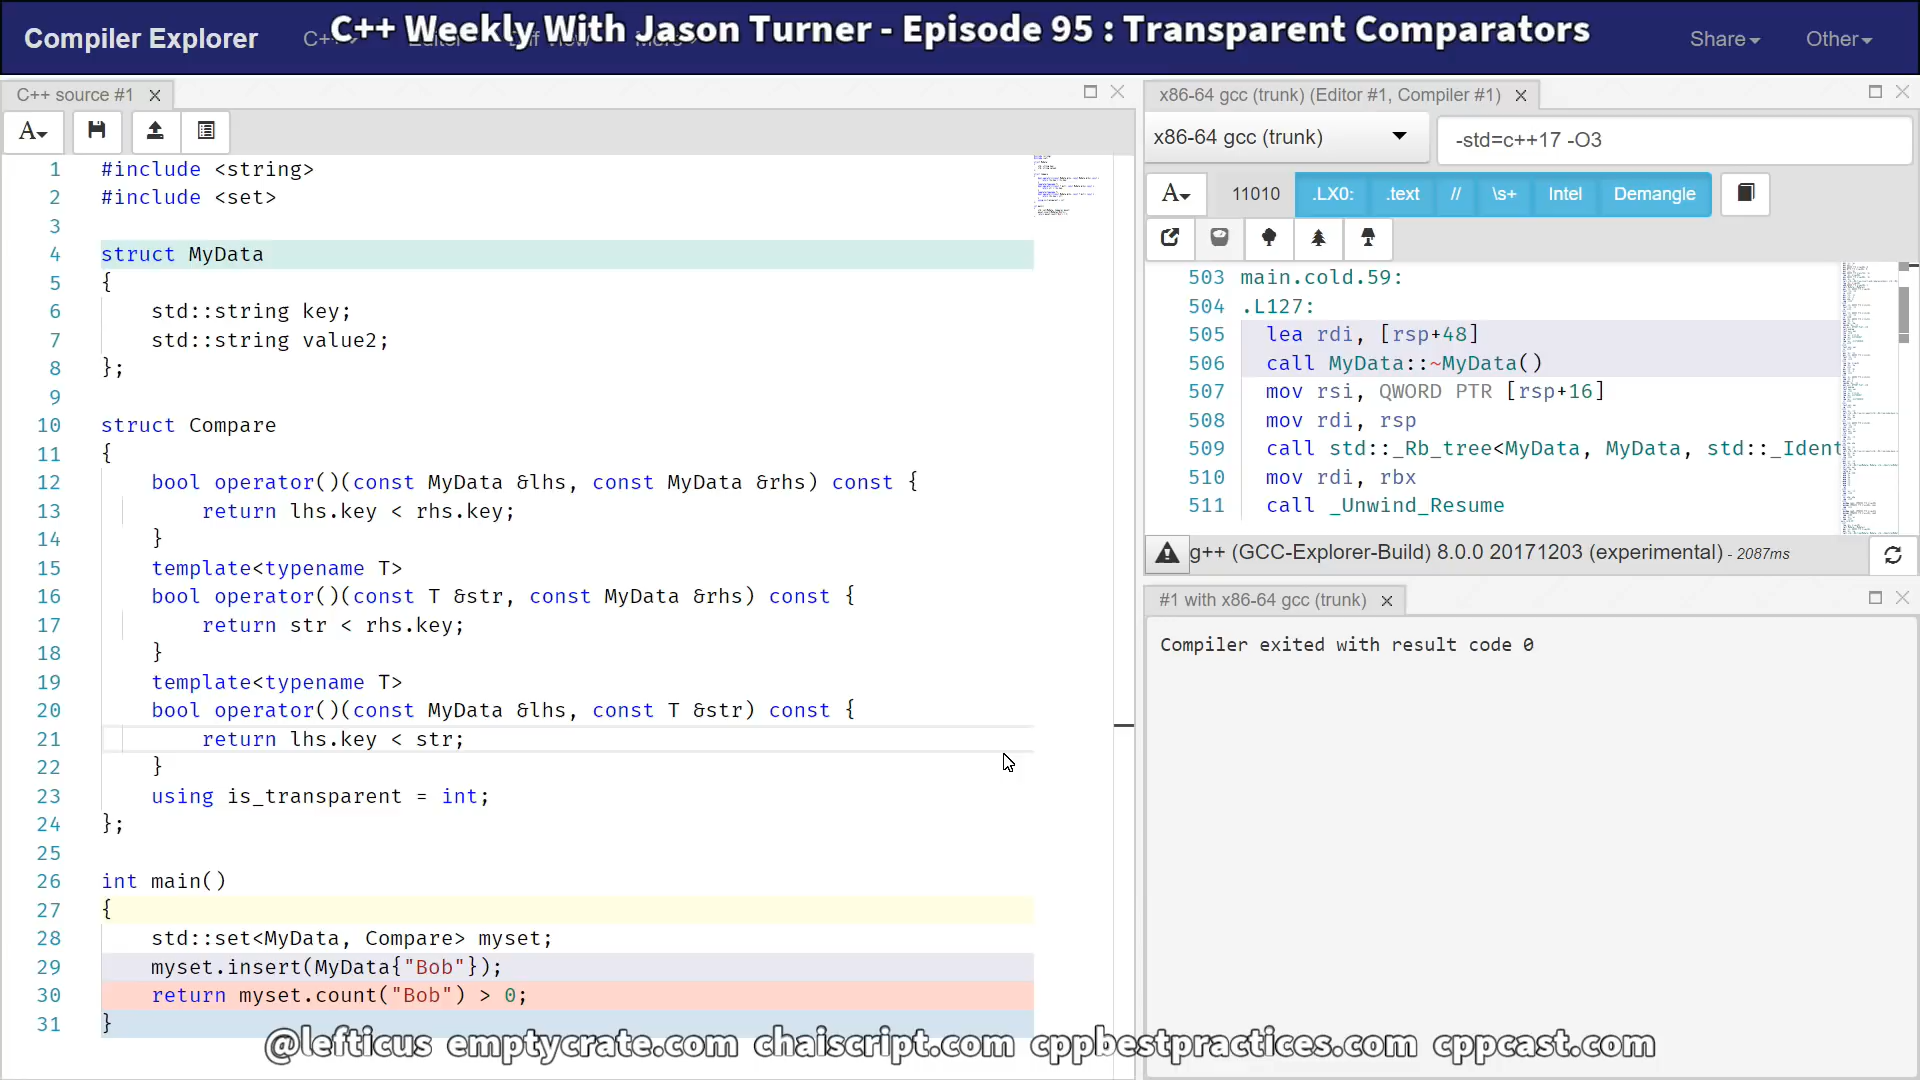 C++ Weekly With Jason Turner - Episode 95 : Transparent Comparators
Compiler Explorer
Share
Other
C++ source #1
A
1 #include <string>
2 #include <set>
3
4 struct MyData
5 {
6 std::string key;
7 std::string value2;
8 };
9
10 struct Compare
11 {
12 bool operator()(const MyData &lhs, const MyData &rhs) const {
13 return lhs.key < rhs.key;
14 }
15 template<typename T>
16 bool operator()(const T &str, const MyData &rhs) const {
17 return str < rhs.key;
18 }
19 template<typename T>
20 bool operator()(const MyData &lhs, const T &str) const {
21 return lhs.key < str;
22 }
23 using is_transparent = int;
24 };
25
26 int main()
27 {
28 std::set<MyData, Compare> myset;
29 myset.insert(MyData{"Bob"});
30 return myset.count("Bob") > 0;
31 }
x86-64 gcc (trunk) (Editor #1, Compiler #1)
x86-64 gcc (trunk)
-std=c++17 -O3
A
11010
.LX0:
.text
//
\s+
Intel
Demangle
503 main.cold.59:
504 .L127:
505 lea rdi, [rsp+48]
506 call MyData::~MyData()
507 mov rsi, QWORD PTR [rsp+16]
508 mov rdi, rsp
509 call std::_Rb_tree<MyData, MyData, std::_Ident
510 mov rdi, rbx
511 call _Unwind_Resume
g++ (GCC-Explorer-Build) 8.0.0 20171203 (experimental) - 2087ms
#1 with x86-64 gcc (trunk)
Compiler exited with result code 0
@lefticus emptycrate.com chaiscript.com cppbestpractices.com cppcast.com